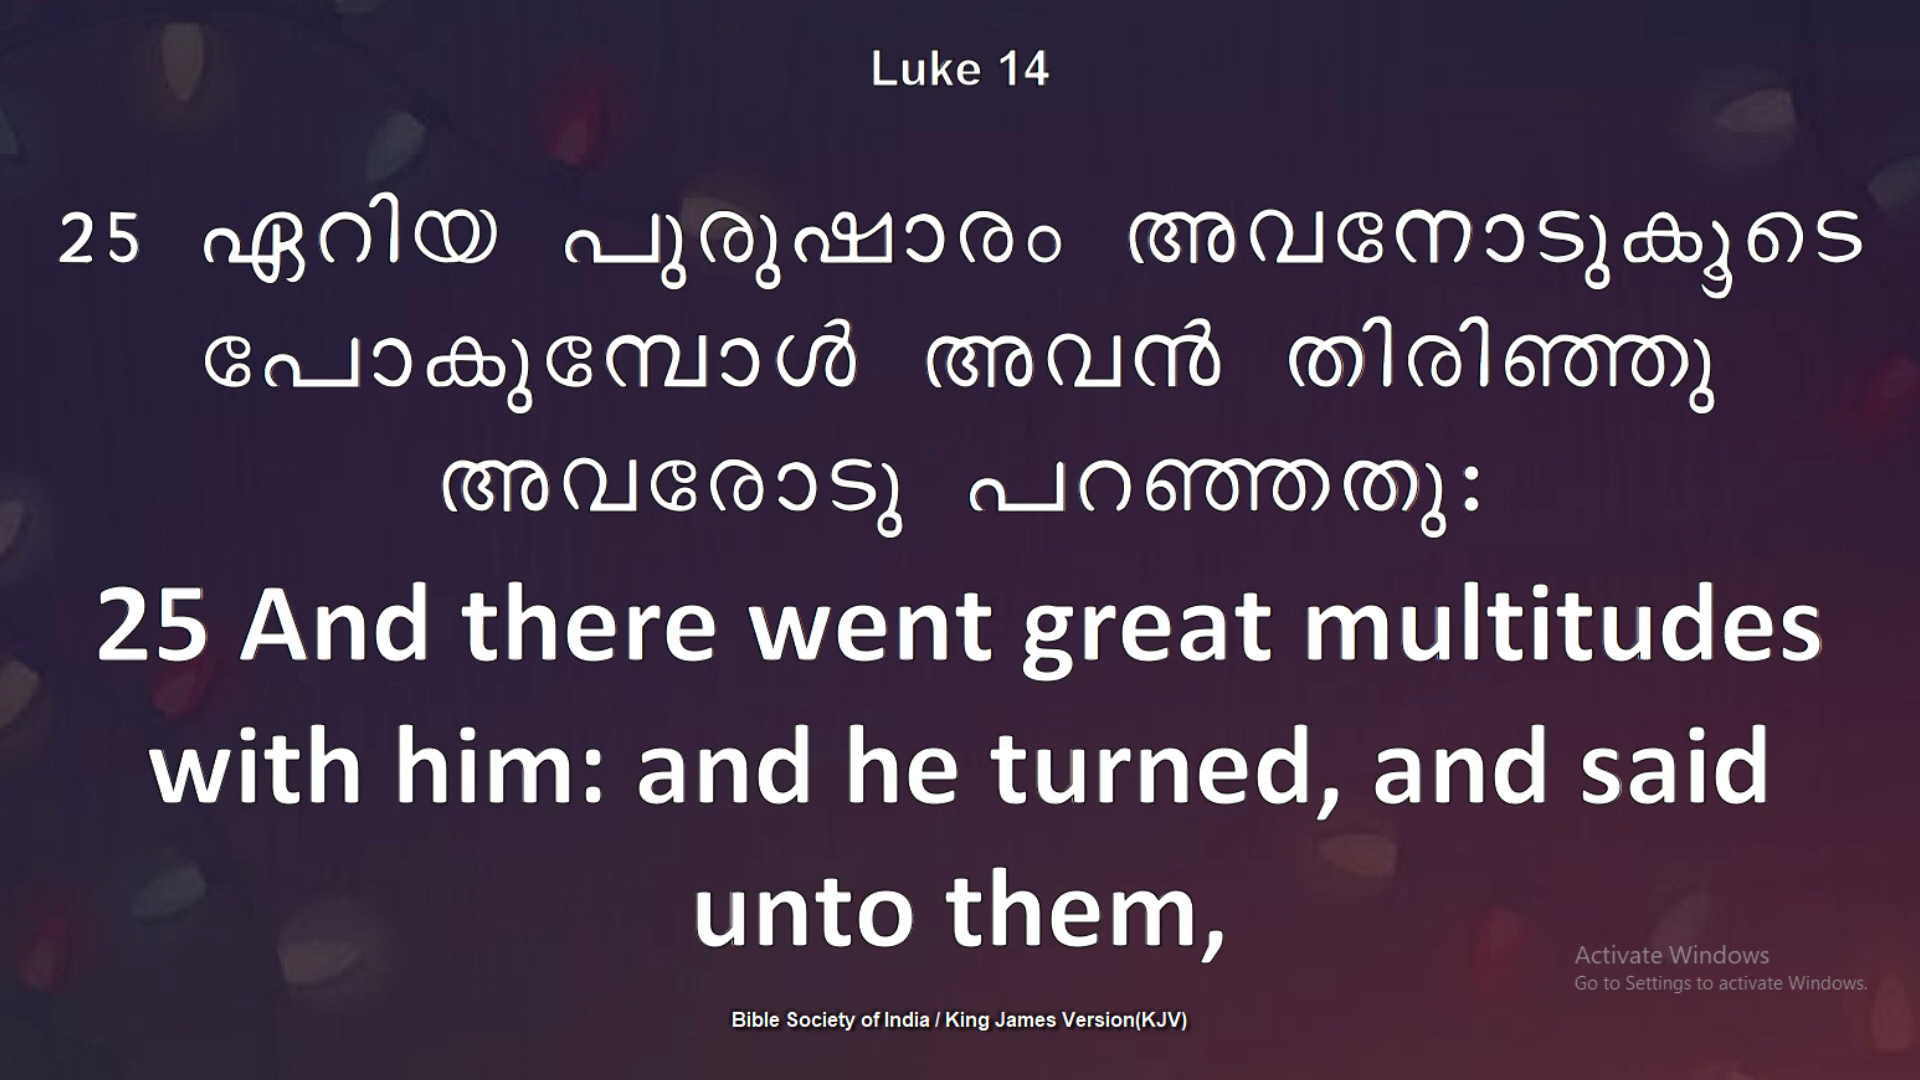 Luke 14
25 ഏറിയ പുരുഷാരം അവനോടുകൂടെ
പോകുമ്പോൾ അവൻ തിരിഞ്ഞു
അവരോടു പറഞ്ഞതു:
25 And there went great multitudes
with him: and he turned, and said
unto them,
Activate Windows
Go to Settings to activate Windows.
Bible Society of India / King James Version(KJV)